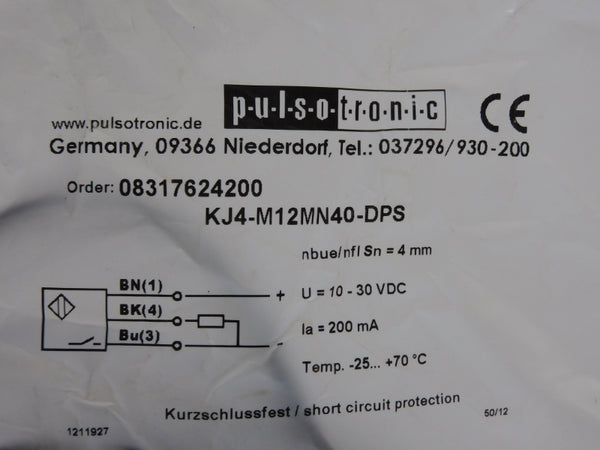 p·u·l·s·o·t·r·o·n·i·c CE
www.pulsotronic.de
Germany, 09366 Niederdorf, Tel.: 037296/930-200
Order: 08317624200
KJ4-M12MN40-DPS
nbue/nfl Sn = 4 mm
BN(1) + U = 10 - 30 VDC
BK(4)
Ia = 200 mA
Bu(3) -
Temp. -25... +70 °C
Kurzschlussfest / short circuit protection
50/12
1211927